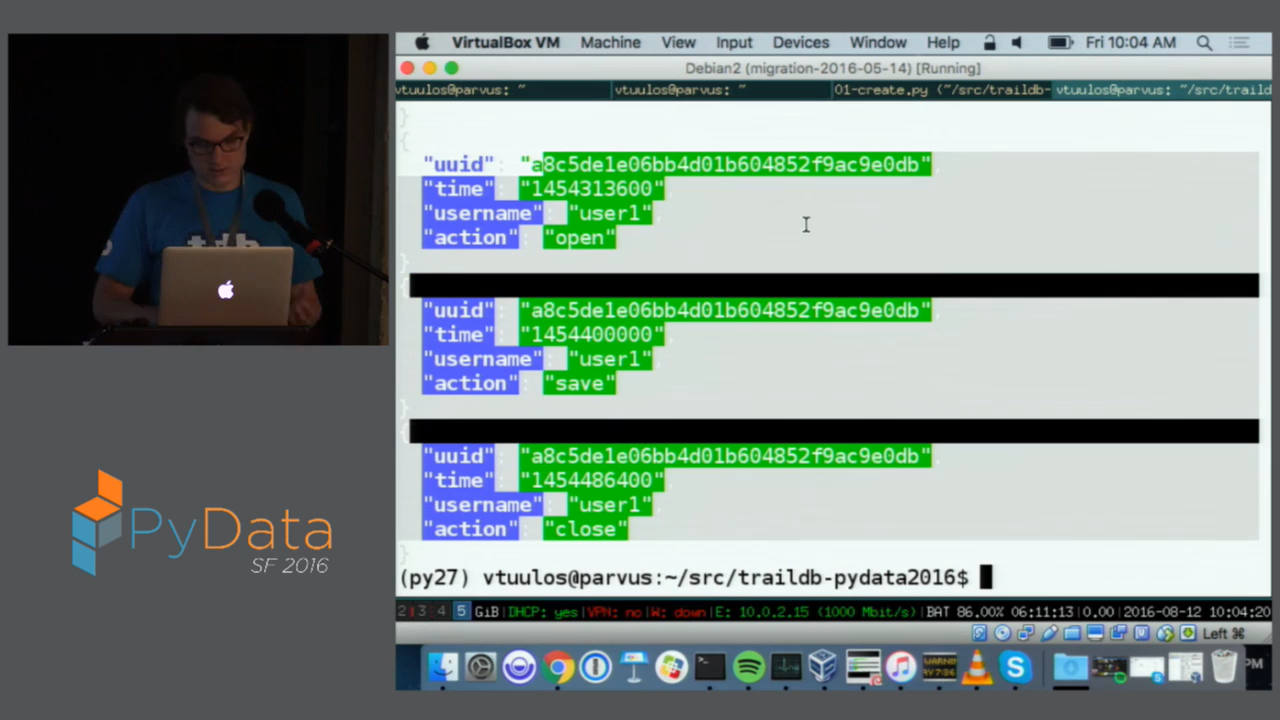 VirtualBox VM Machine View Input Devices Window Help Fri 10:04 AM
Debian2 (migration-2016-05-14) [Running]
vtuulos@parvus: ~ vtuulos@parvus: ~ 01-create.py (~/src/traildb- vtuulos@parvus: ~/src/traild
}
{
"uuid": "a8c5de1e06bb4d01b604852f9ac9e0db",
"time": "1454313600",
"username": "user1",
"action": "open"
}
{
"uuid": "a8c5de1e06bb4d01b604852f9ac9e0db",
"time": "1454400000",
"username": "user1",
"action": "save"
}
{
"uuid": "a8c5de1e06bb4d01b604852f9ac9e0db",
"time": "1454486400",
"username": "user1",
"action": "close"
}
(py27) vtuulos@parvus:~/src/traildb-pydata2016$
2 3 4 5 GiB|DHCP: yes|VPN: no|W: down|E: 10.0.2.15 (1000 Mbit/s)|BAT 86.00% 06:11:13|0.00|2016-08-12 10:04:20
Left ⌘
PyData
SF 2016